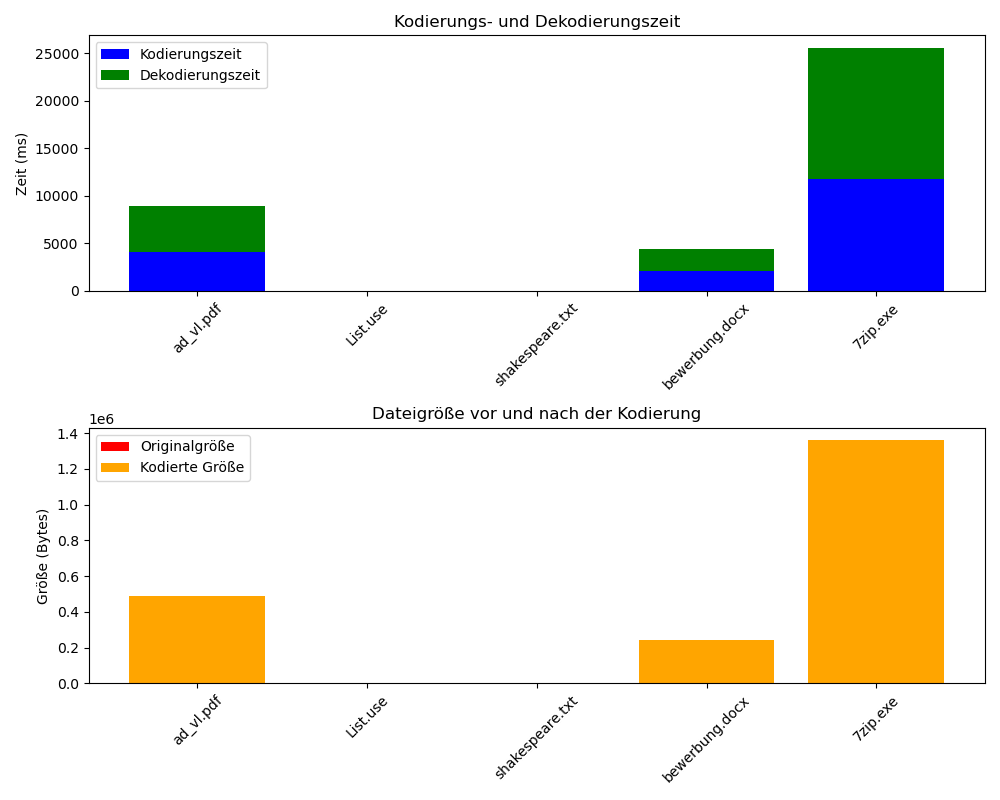 Kodierungs- und Dekodierungszeit
Kodierungszeit
Dekodierungszeit
Zeit (ms)
25000
20000
15000
10000
5000
0
ad_vl.pdf
List.use
shakespeare.txt
bewerbung.docx
7zip.exe
Dateigröße vor und nach der Kodierung
1e6
Originalgröße
Kodierte Größe
Größe (Bytes)
1.4
1.2
1.0
0.8
0.6
0.4
0.2
0.0
ad_vl.pdf
List.use
shakespeare.txt
bewerbung.docx
7zip.exe